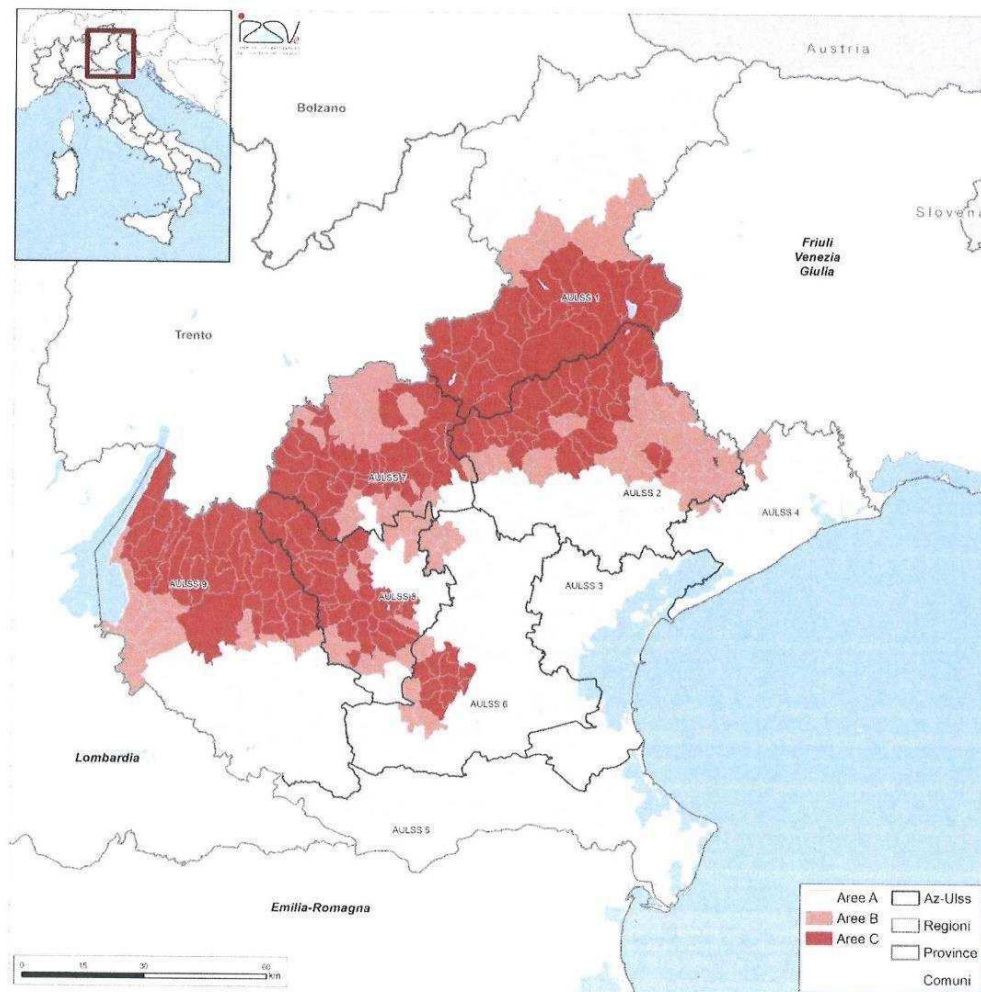 Austria
Bolzano
Slovenia
Friuli
Venezia
Giulia
AULSS 1
Trento
AULSS 7
AULSS 2
AULSS 4
AULSS 9
AULSS 8
AULSS 3
AULSS 6
Lombardia
AULSS 5
Emilia-Romagna
Aree A
Aree B
Aree C
Az-Ulss
Regioni
Province
Comuni
0 15 30 60
km